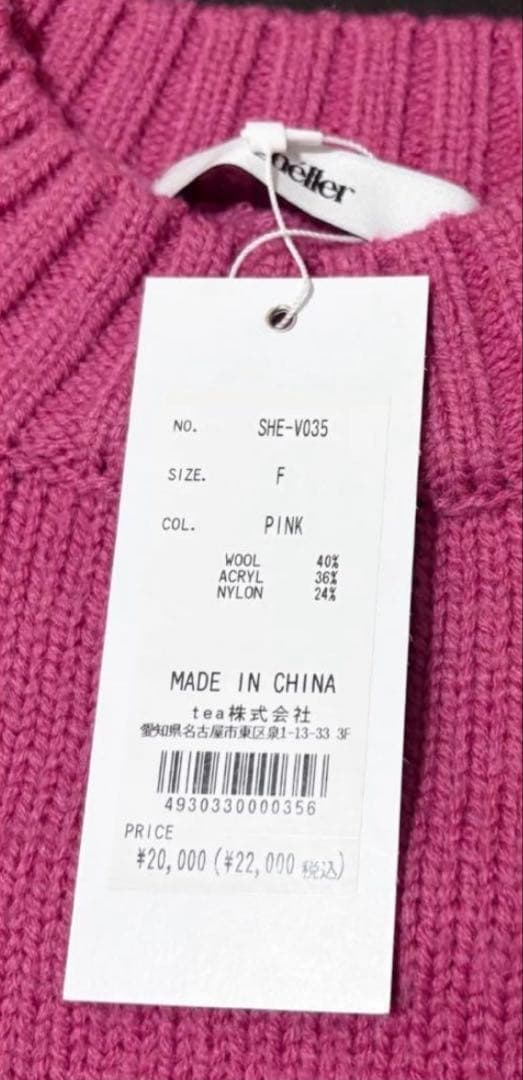 NO. SHE-V035
SIZE. F
COL. PINK
WOOL 40%
ACRYL 36%
NYLON 24%
MADE IN CHINA
tea株式会社
愛知県名古屋市東区泉1-13-33 3F
4930330000356
PRICE
¥20,000 (¥22,000 税込)